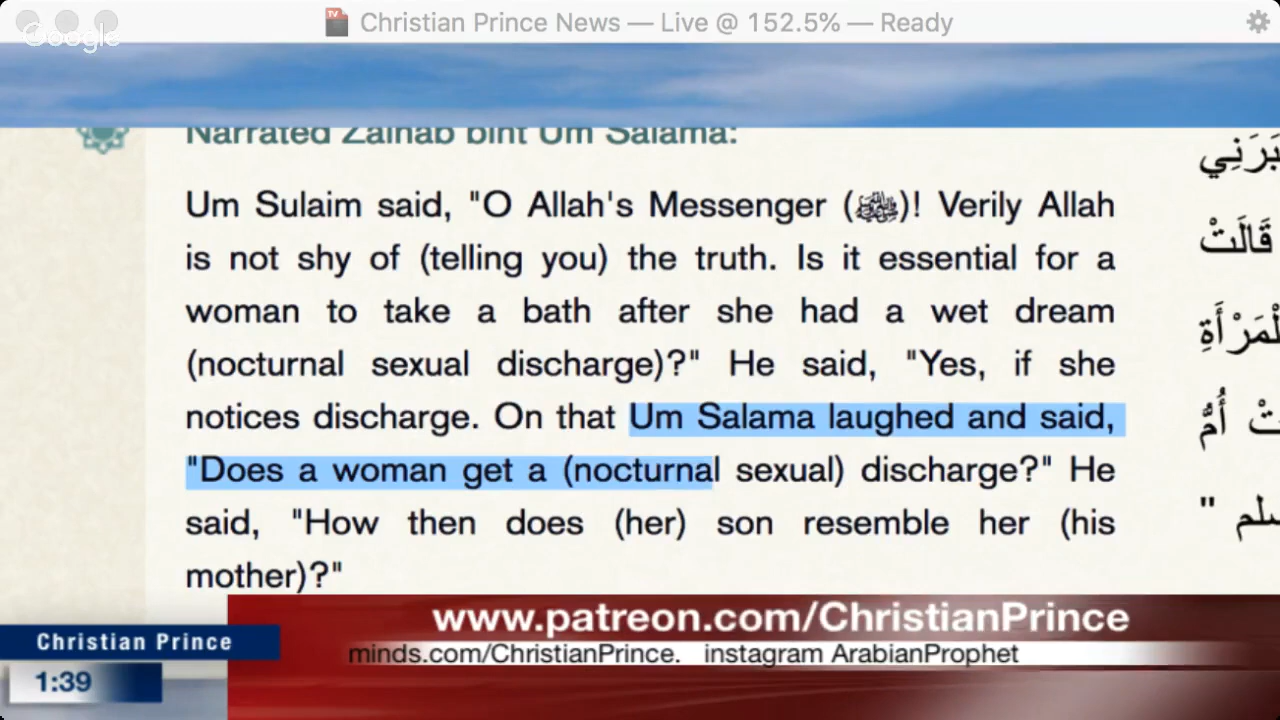 Christian Prince News — Live @ 152.5% — Ready
Google
Narrated Zainab bint Um Salama:
Um Sulaim said, "O Allah's Messenger (ﷺ)! Verily Allah
is not shy of (telling you) the truth. Is it essential for a
woman to take a bath after she had a wet dream
(nocturnal sexual discharge)?" He said, "Yes, if she
notices discharge. On that Um Salama laughed and said,
"Does a woman get a (nocturnal sexual) discharge?" He
said, "How then does (her) son resemble her (his
mother)?"
قَالَتْ
الْمَرْأَةِ
أُمُّ
www.patreon.com/ChristianPrince
Christian Prince
minds.com/ChristianPrince. instagram ArabianProphet
1:39